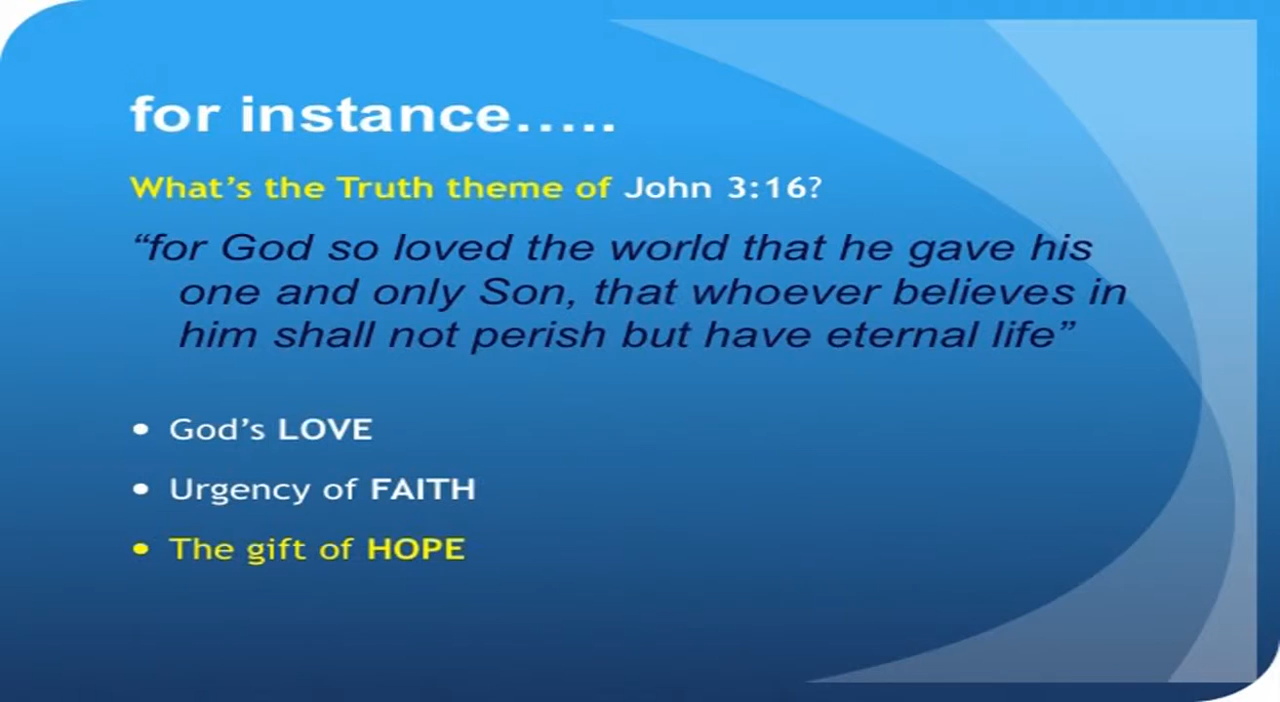 for instance.....
What's the Truth theme of John 3:16?
“for God so loved the world that he gave his
one and only Son, that whoever believes in
him shall not perish but have eternal life”
• God's LOVE
• Urgency of FAITH
• The gift of HOPE